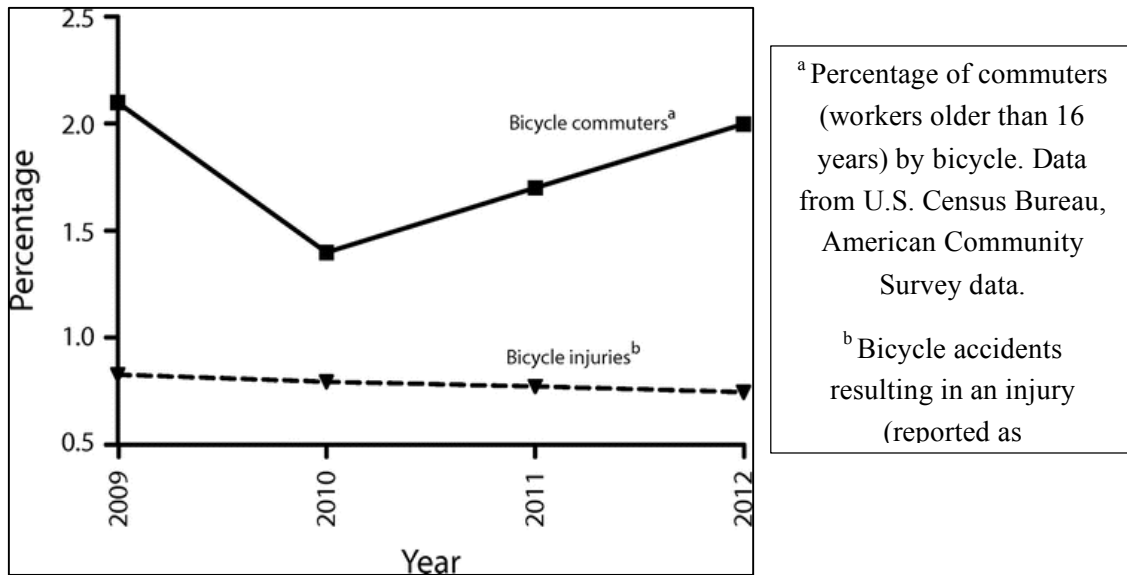 2.5
2.0
1.5
1.0
0.5
Percentage
Bicycle commutersᵃ
Bicycle injuriesᵇ
2009
2010
2011
2012
Year
ᵃ Percentage of commuters
(workers older than 16
years) by bicycle. Data
from U.S. Census Bureau,
American Community
Survey data.
ᵇ Bicycle accidents
resulting in an injury
(reported as